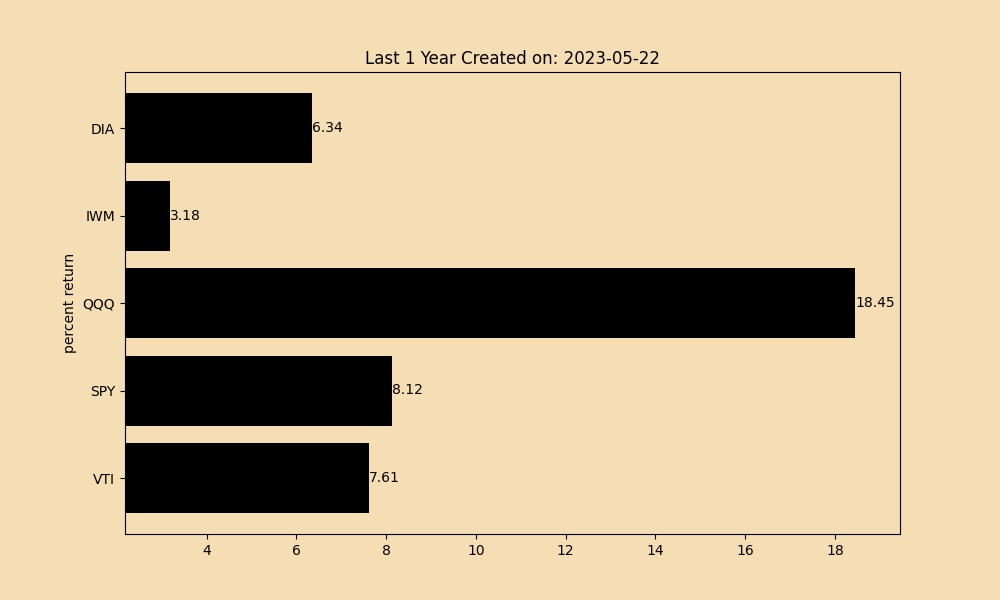 Last 1 Year Created on: 2023-05-22
percent return
DIA
6.34
IWM
3.18
QQQ
18.45
SPY
8.12
VTI
7.61
4 6 8 10 12 14 16 18